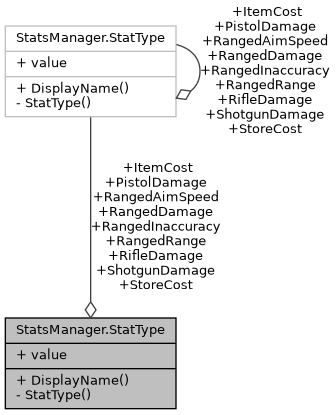 +ItemCost
+PistolDamage
+RangedAimSpeed
+RangedDamage
+RangedInaccuracy
+RangedRange
+RifleDamage
+ShotgunDamage
+StoreCost
StatsManager.StatType
+ value
+ DisplayName()
- StatType()
+ItemCost
+PistolDamage
+RangedAimSpeed
+RangedDamage
+RangedInaccuracy
+RangedRange
+RifleDamage
+ShotgunDamage
+StoreCost
StatsManager.StatType
+ value
+ DisplayName()
- StatType()